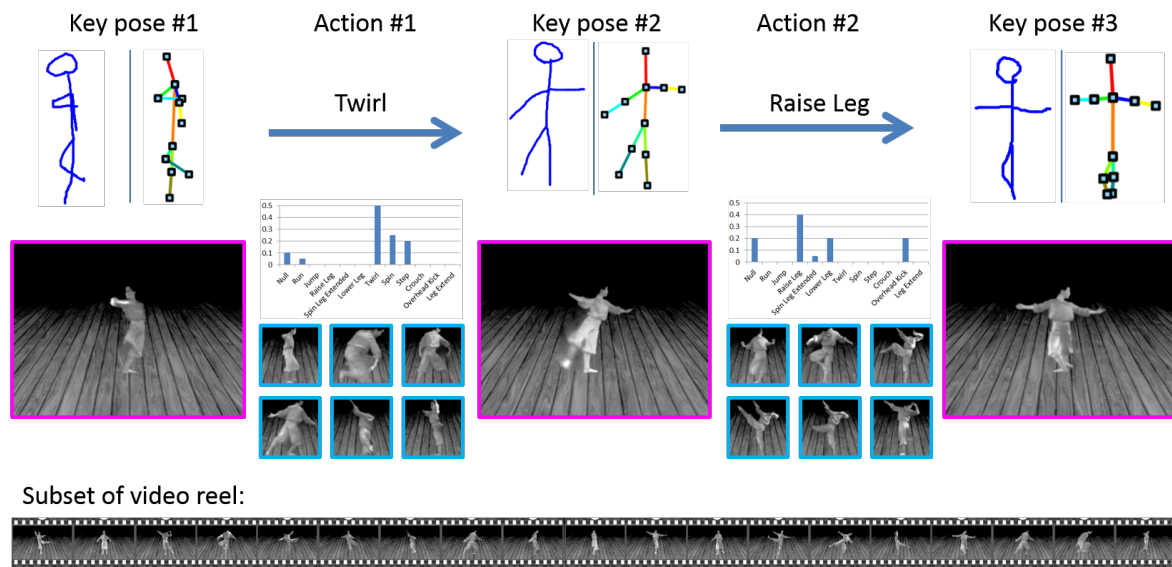 Key pose #1
Action #1
Key pose #2
Action #2
Key pose #3
Twirl
Raise Leg
0.5
0.4
0.3
0.2
0.1
0
Null
Run
Jump
Raise Leg
Spin Leg Extended
Lower Leg
Twirl
Spin
Step
Crouch
Overhead Kick
Leg Extend
0.5
0.4
0.3
0.2
0.1
0
Null
Run
Jump
Raise Leg
Spin Leg Extended
Lower Leg
Twirl
Spin
Step
Crouch
Overhead Kick
Leg Extend
Subset of video reel: